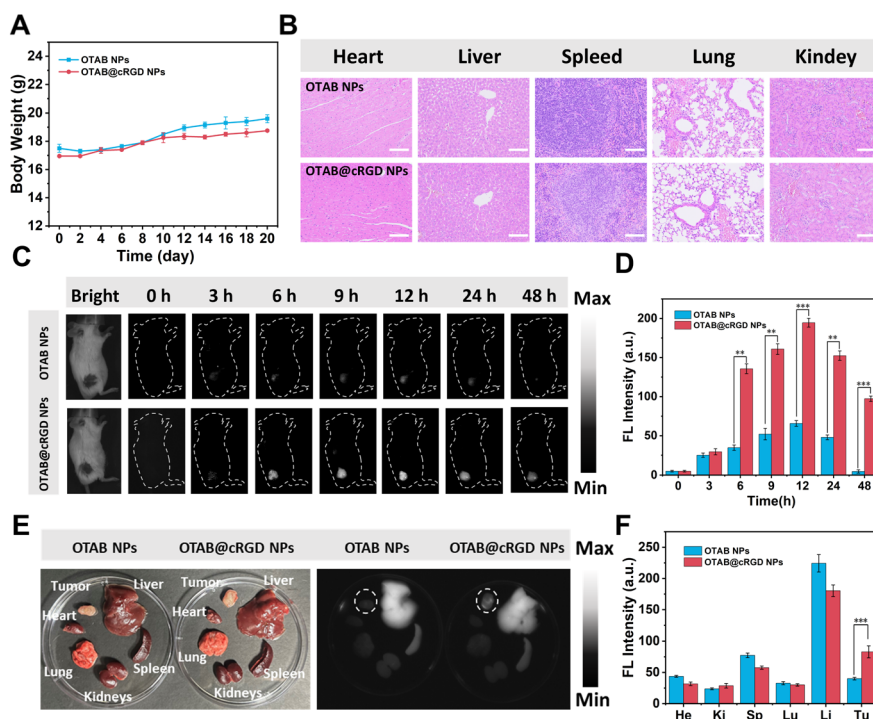 A
24
22
20
18
16
14
12
Body Weight (g)
OTAB NPs
OTAB@cRGD NPs
0 2 4 6 8 10 12 14 16 18 20
Time (day)
B
Heart Liver Spleed Lung Kindey
OTAB NPs
OTAB@cRGD NPs
C
Bright 0 h 3 h 6 h 9 h 12 h 24 h 48 h
OTAB NPs
OTAB@cRGD NPs
Max
Min
D
200
150
100
50
0
FL Intensity (a.u.)
OTAB NPs
OTAB@cRGD NPs
** ** *** ** ***
0 3 6 9 12 24 48
Time(h)
E
OTAB NPs OTAB@cRGD NPs OTAB NPs OTAB@cRGD NPs
Tumor Liver Tumor Liver
Heart Heart
Lung Lung
Spleen Spleen
Kidneys Kidneys
Max
Min
F
250
200
150
100
50
0
FL Intensity (a.u.)
OTAB NPs
OTAB@cRGD NPs
***
He Ki Sp Lu Li Tu